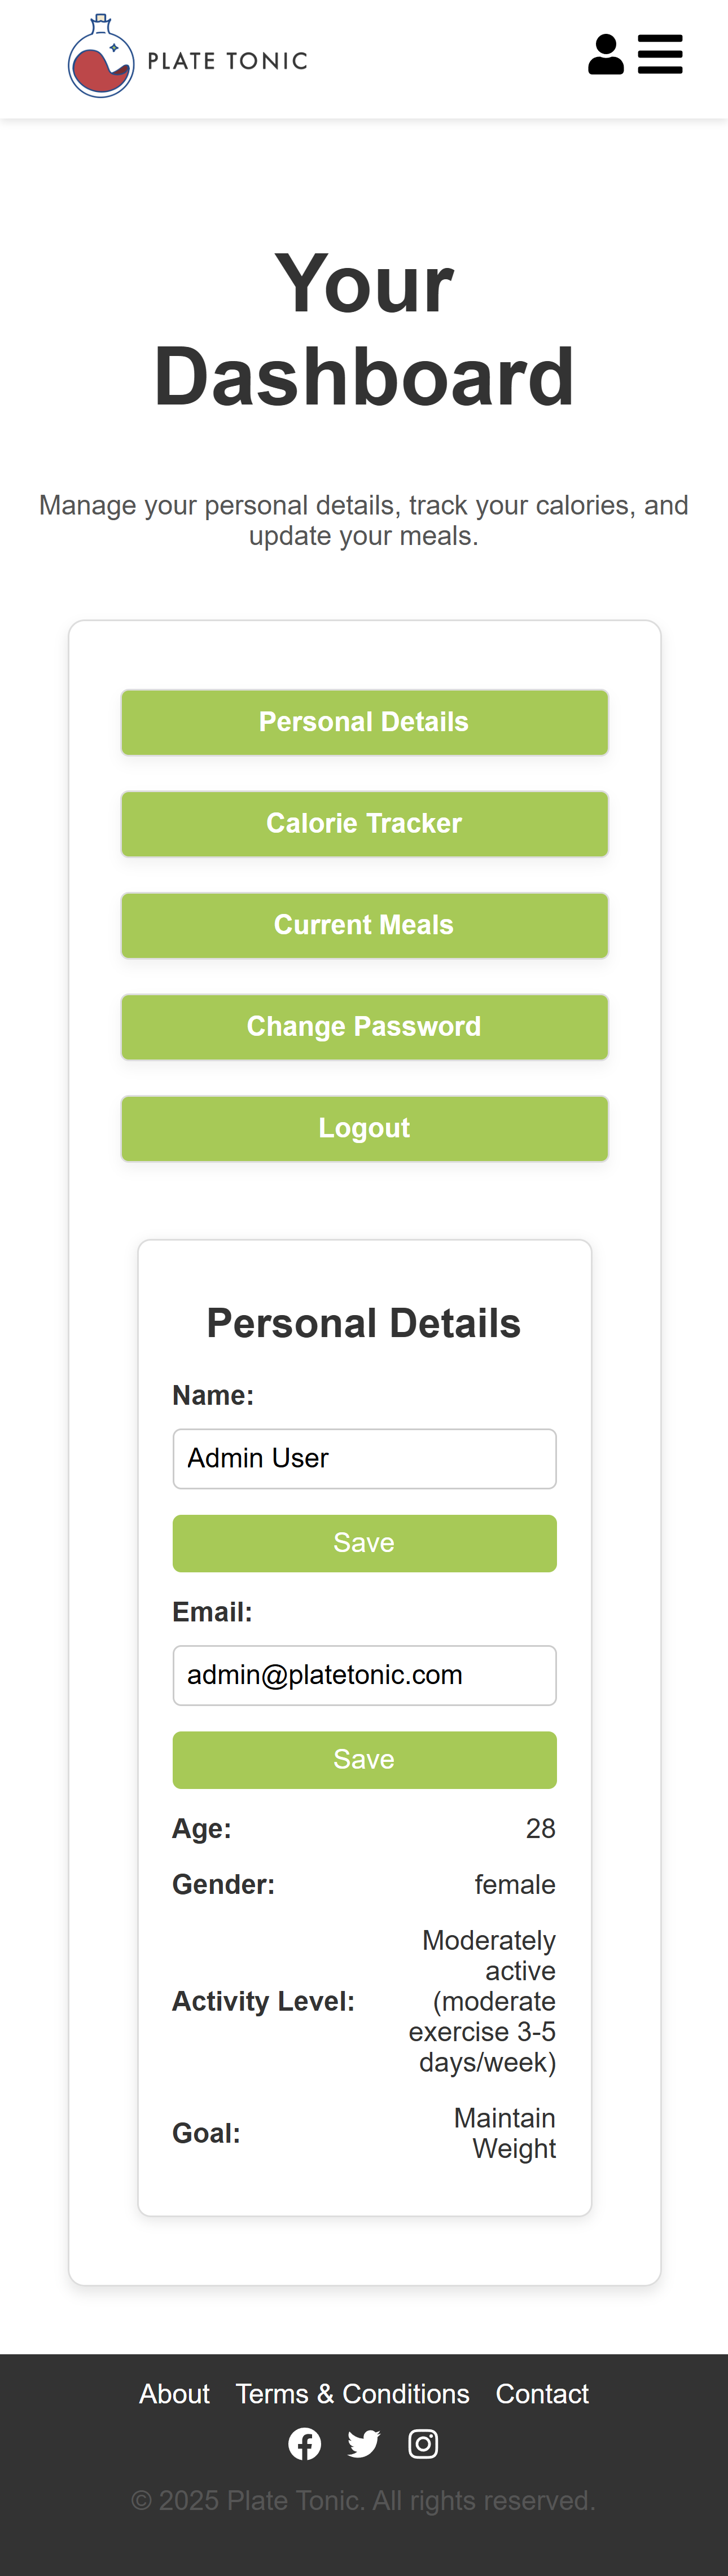 PLATE TONIC
Your
Dashboard
Manage your personal details, track your calories, and
update your meals.
Personal Details
Calorie Tracker
Current Meals
Change Password
Logout
Personal Details
Name:
Admin User
Save
Email:
admin@platetonic.com
Save
Age: 28
Gender: female
Activity Level: Moderately
active
(moderate
exercise 3-5
days/week)
Goal: Maintain
Weight
About Terms & Conditions Contact
© 2025 Plate Tonic. All rights reserved.